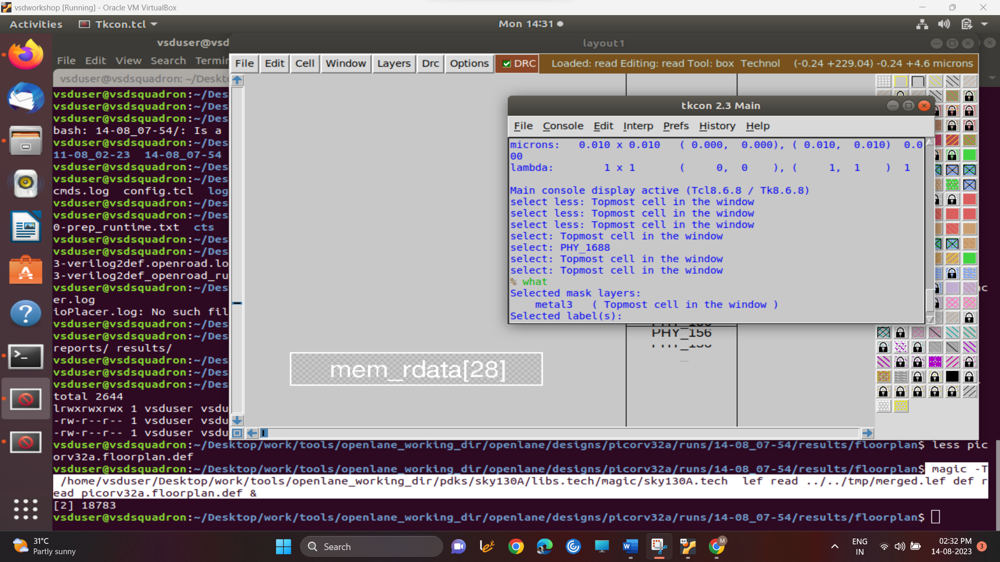 vsdworkshop [Running] - Oracle VM VirtualBox
Activities Tkcon.tcl Mon 14:31
vsduser@vsd
layout1
File Edit View Search Termin
File Edit Cell Window Layers Drc Options DRC Loaded: read Editing: read Tool: box Technol (-0.24 +229.04) -0.24 +4.6 microns
vsduser@vsdsquadron: ~/Deskt
vsduser@vsdsquadron:~/Des
vsduser@vsdsquadron:~/Des
vsduser@vsdsquadron:~/Des
bash: 14-08_07-54/: Is a
vsduser@vsdsquadron:~/Des
11-08_02-23 14-08_07-54
vsduser@vsdsquadron:~/Des
vsduser@vsdsquadron:~/Des
cmds.log config.tcl log
vsduser@vsdsquadron:~/Des
vsduser@vsdsquadron:~/Des
0-prep_runtime.txt cts
vsduser@vsdsquadron:~/Des
vsduser@vsdsquadron:~/Des
3-verilog2def.openroad.lo
3-verilog2def_openroad_ru
vsduser@vsdsquadron:~/Des
er.log
ioPlacer.log: No such fil
vsduser@vsdsquadron:~/Des
vsduser@vsdsquadron:~/Des
reports/ results/
vsduser@vsdsquadron:~/Des
vsduser@vsdsquadron:~/Des
vsduser@vsdsquadron:~/Des
total 2644
lrwxrwxrwx 1 vsduser vsdu
-rw-r--r-- 1 vsduser vsdu
-rw-r--r-- 1 vsduser vsdu
tkcon 2.3 Main
File Console Edit Interp Prefs History Help
microns: 0.010 x 0.010 ( 0.000, 0.000), ( 0.010, 0.010) 0.0
00
lambda: 1 x 1 ( 0, 0 ), ( 1, 1 ) 1
Main console display active (Tcl8.6.8 / Tk8.6.8)
select less: Topmost cell in the window
select less: Topmost cell in the window
select less: Topmost cell in the window
select: Topmost cell in the window
select: PHY_1688
select: Topmost cell in the window
select: Topmost cell in the window
% what
Selected mask layers:
metal3 ( Topmost cell in the window )
Selected label(s):
PHY_156
mem_rdata[28]
vsduser@vsdsquadron:~/Desktop/work/tools/openlane_working_dir/openlane/designs/picorv32a/runs/14-08_07-54/results/floorplan$ less pic
orv32a.floorplan.def
vsduser@vsdsquadron:~/Desktop/work/tools/openlane_working_dir/openlane/designs/picorv32a/runs/14-08_07-54/results/floorplan$ magic -T
/home/vsduser/Desktop/work/tools/openlane_working_dir/pdks/sky130A/libs.tech/magic/sky130A.tech lef read ../../tmp/merged.lef def r
ead picorv32a.floorplan.def &
[2] 18783
vsduser@vsdsquadron:~/Desktop/work/tools/openlane_working_dir/openlane/designs/picorv32a/runs/14-08_07-54/results/floorplan$
31°C
Partly sunny
Search
ENG
IN
02:32 PM
14-08-2023
3